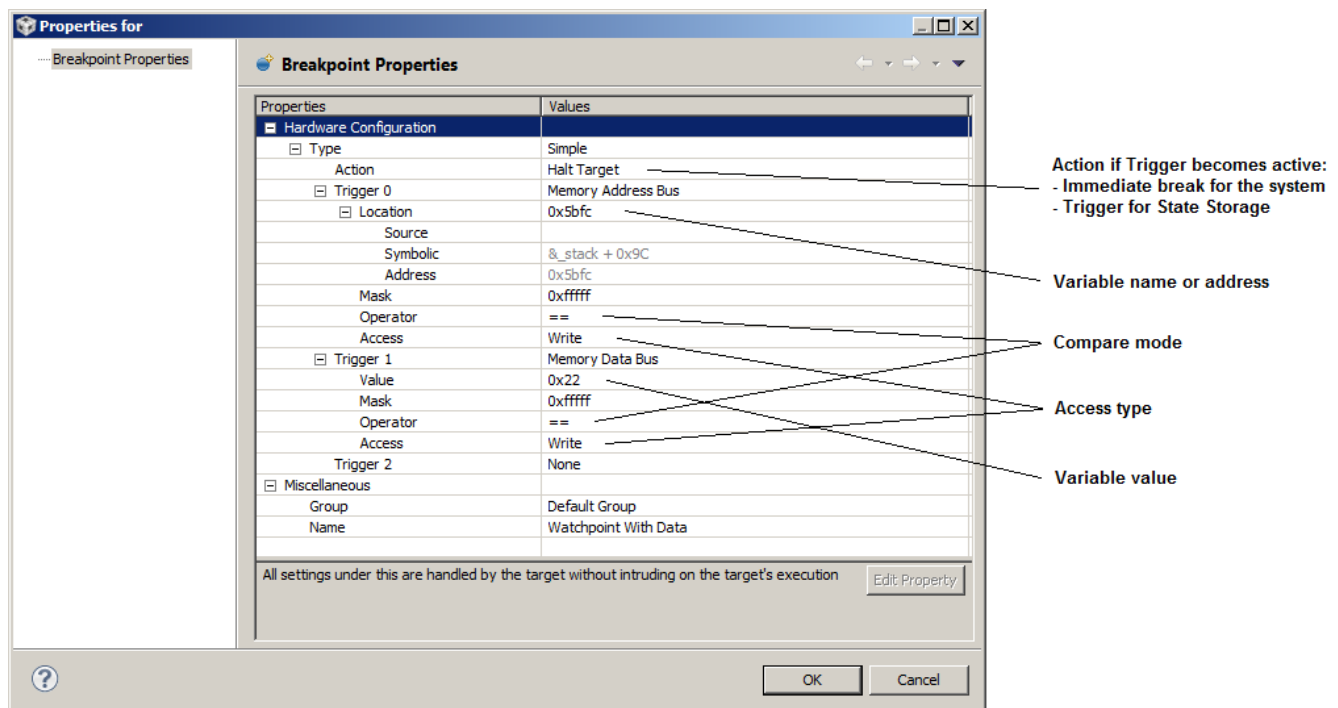 Properties for
Breakpoint Properties
Breakpoint Properties
Properties Values
Hardware Configuration
Type Simple
Action Halt Target
Trigger 0 Memory Address Bus
Location 0x5bfc
Source
Symbolic &_stack + 0x9C
Address 0x5bfc
Mask 0xfffff
Operator ==
Access Write
Trigger 1 Memory Data Bus
Value 0x22
Mask 0xfffff
Operator ==
Access Write
Trigger 2 None
Miscellaneous
Group Default Group
Name Watchpoint With Data
All settings under this are handled by the target without intruding on the target's execution
Edit Property
?
OK Cancel
Action if Trigger becomes active:
- Immediate break for the system
- Trigger for State Storage
Variable name or address
Compare mode
Access type
Variable value